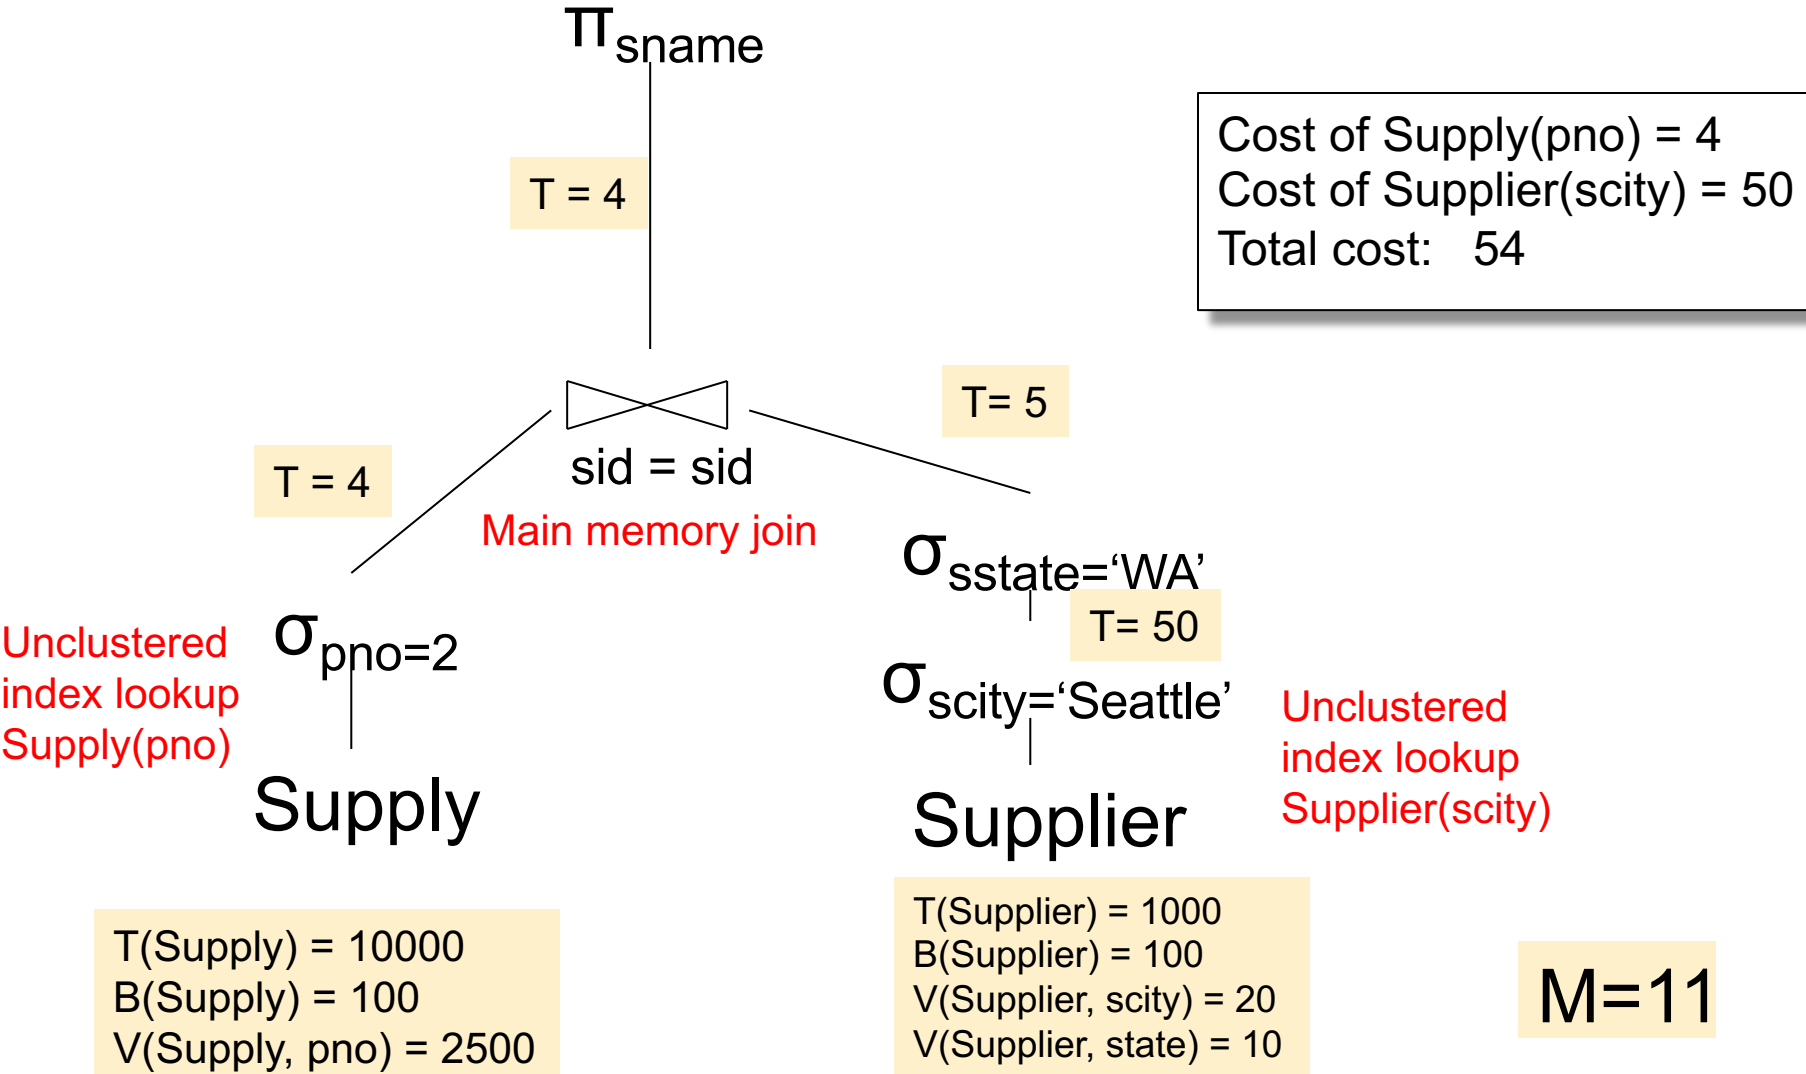 πsname
Cost of Supply(pno) = 4
Cost of Supplier(scity) = 50
Total cost: 54
T = 4
T= 5
T = 4
sid = sid
Main memory join
σsstate=‘WA’
T= 50
Unclustered
index lookup
Supply(pno)
σpno=2
σscity=‘Seattle’
Unclustered
index lookup
Supplier(scity)
Supply
Supplier
T(Supply) = 10000
B(Supply) = 100
V(Supply, pno) = 2500
T(Supplier) = 1000
B(Supplier) = 100
V(Supplier, scity) = 20
V(Supplier, state) = 10
M=11